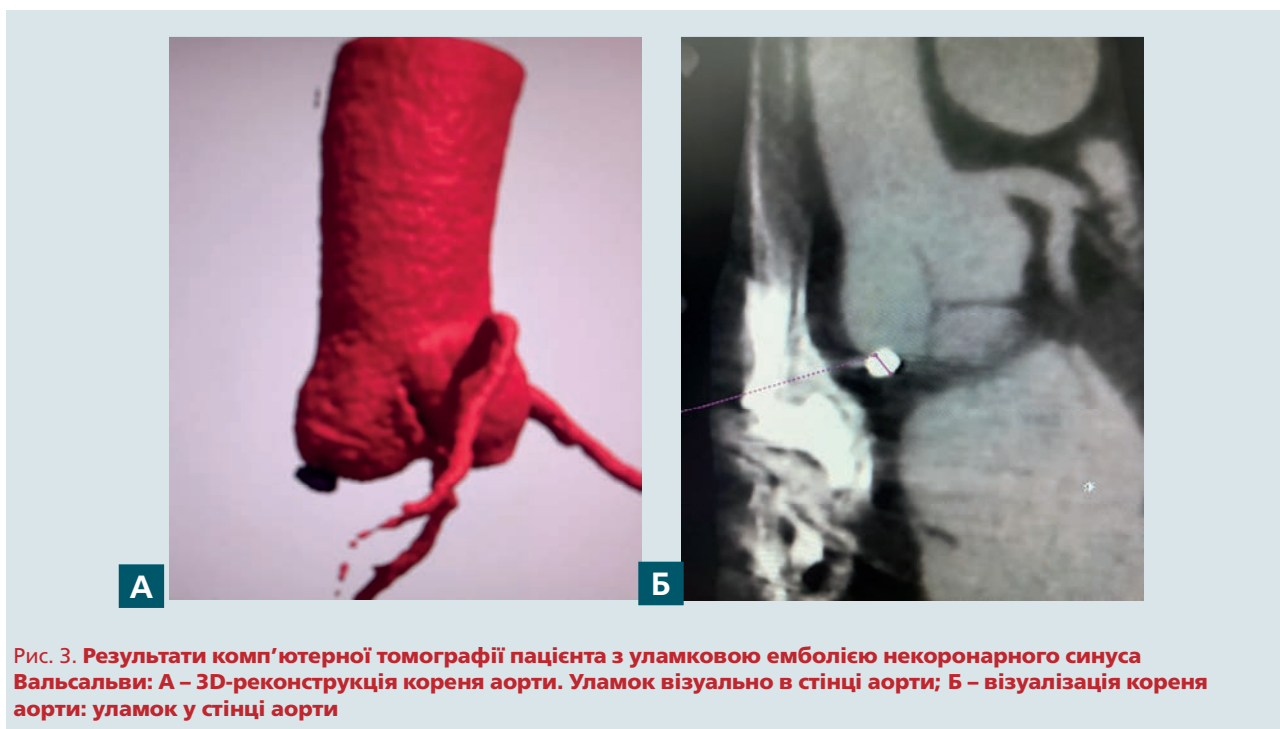 А
Б
Рис. 3. Результати комп’ютерної томографії пацієнта з уламковою емболією некоронарного синуса
Вальсальви: А – 3D-реконструкція кореня аорти. Уламок візуально в стінці аорти; Б – візуалізація кореня
аорти: уламок у стінці аорти